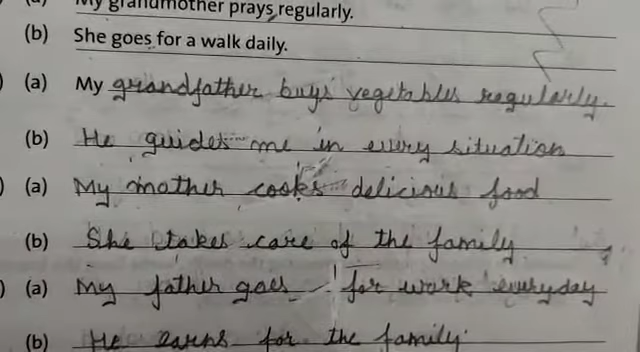 (a) My grandmother prays regularly.
(b) She goes for a walk daily.
(a) My grandfather buys vegetables regularly.
(b) He guides me in every situation
(a) My mother cooks delicious food
(b) She takes care of the family
(a) My father goes for work everyday
(b) He earns for the family